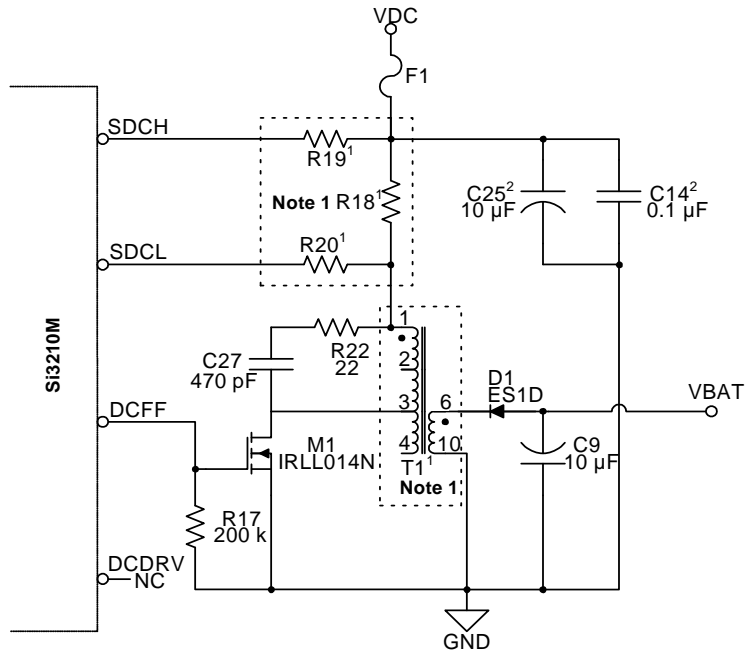 VDC
F1
SDCH
R19¹
Note 1 R18¹
C25²
10 µF
C14²
0.1 µF
SDCL
R20¹
Si3210M
C27
470 pF
R22
22
1
2
3
4
6
10
T1¹
Note 1
D1
ES1D
VBAT
C9
10 µF
DCFF
M1
IRLL014N
R17
200 k
DCDRV
NC
GND